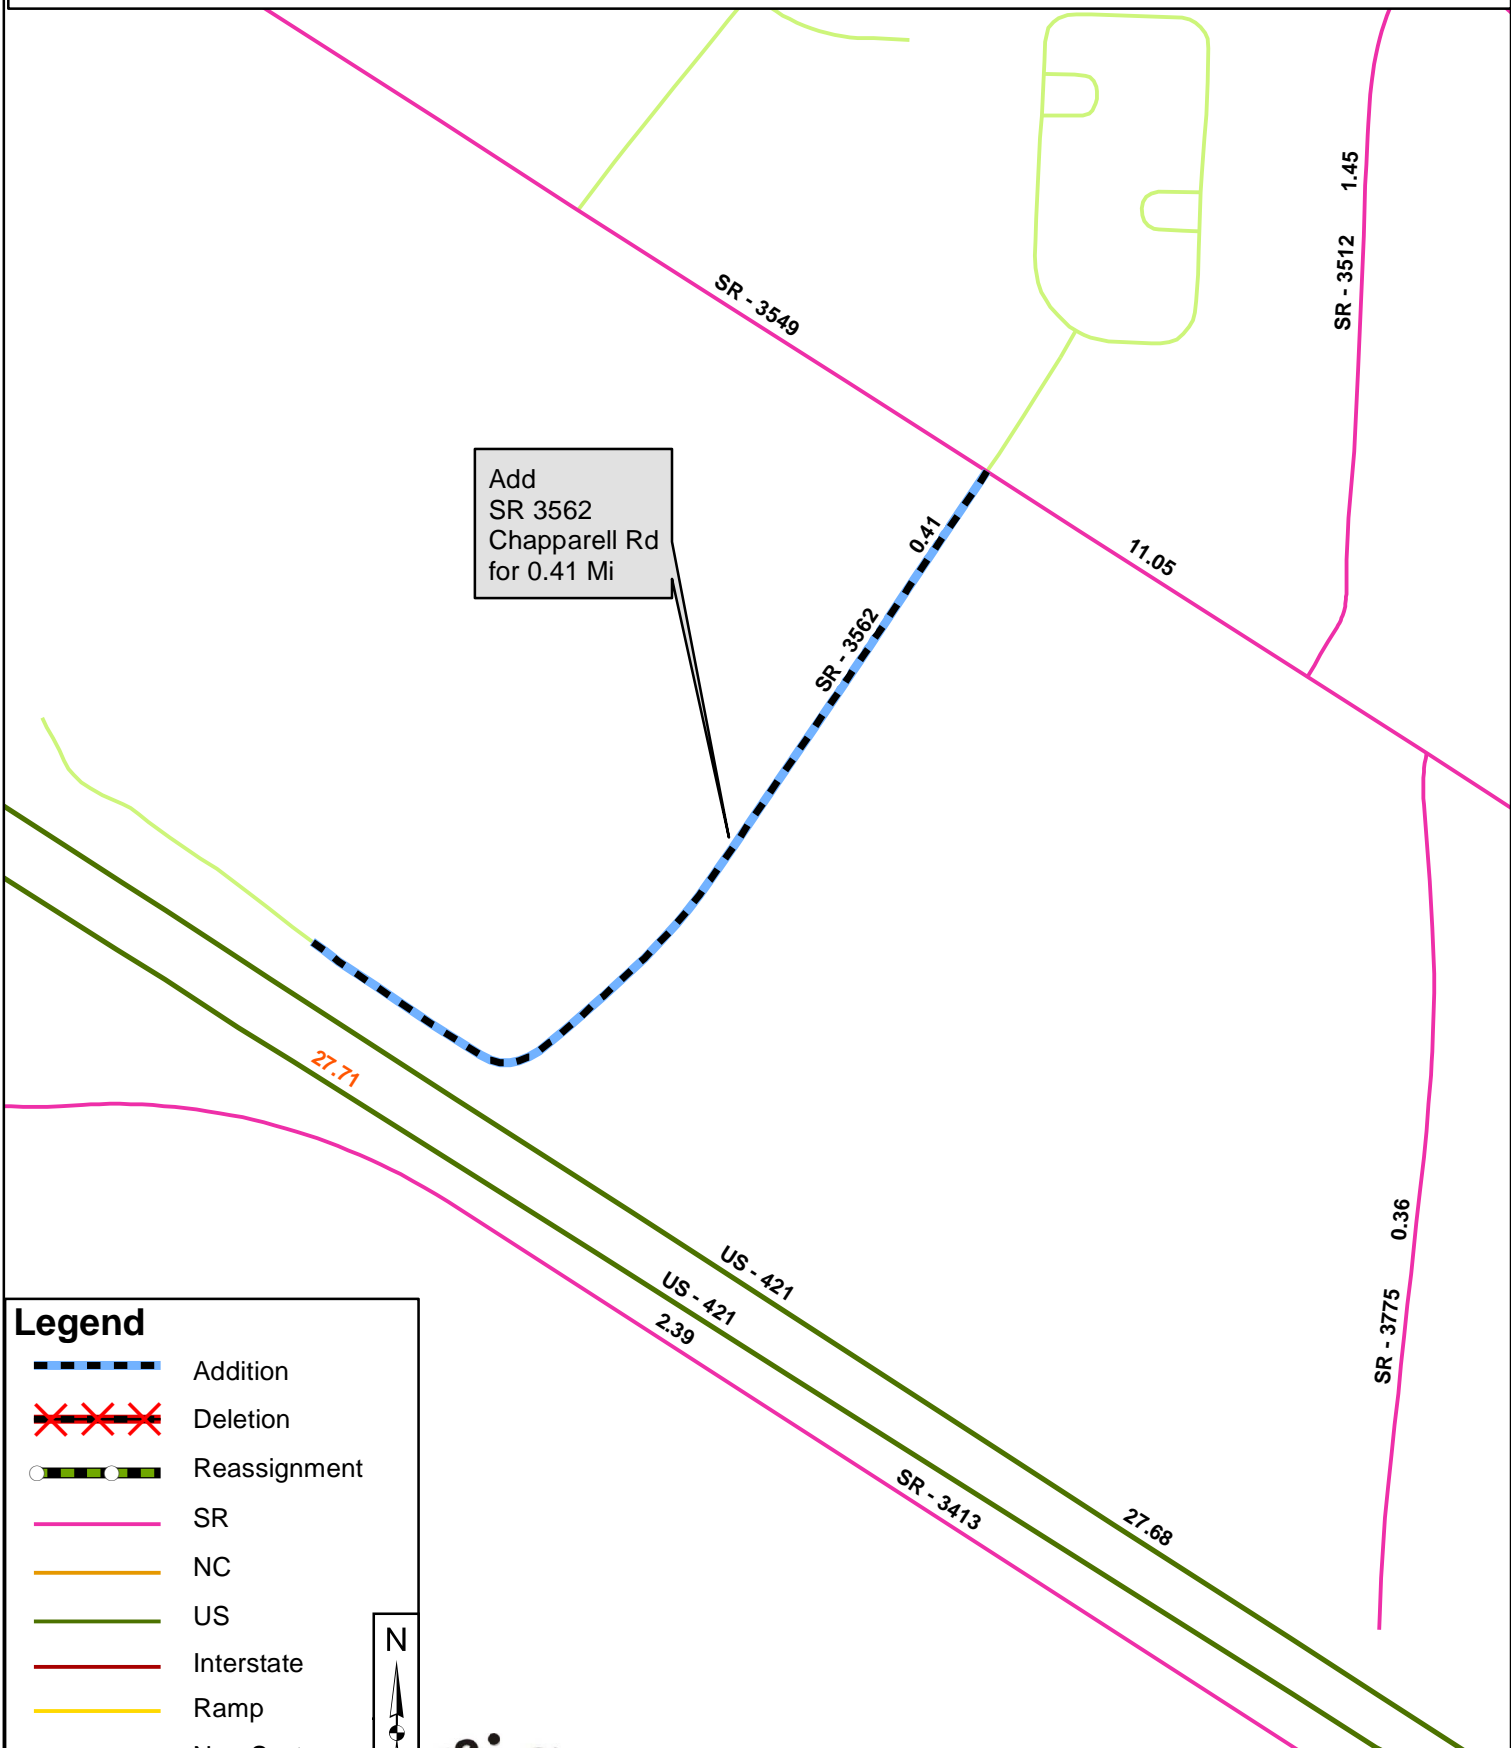 1.45
SR - 3512
SR - 3549
Add
SR 3562
Chapparell Rd
for 0.41 Mi
0.41
11.05
SR - 3562
27.71
0.36
US - 421
US - 421
SR - 3775
2.39
SR - 3413
27.68
Legend
Addition
Deletion
Reassignment
SR
NC
US
Interstate
Ramp
N